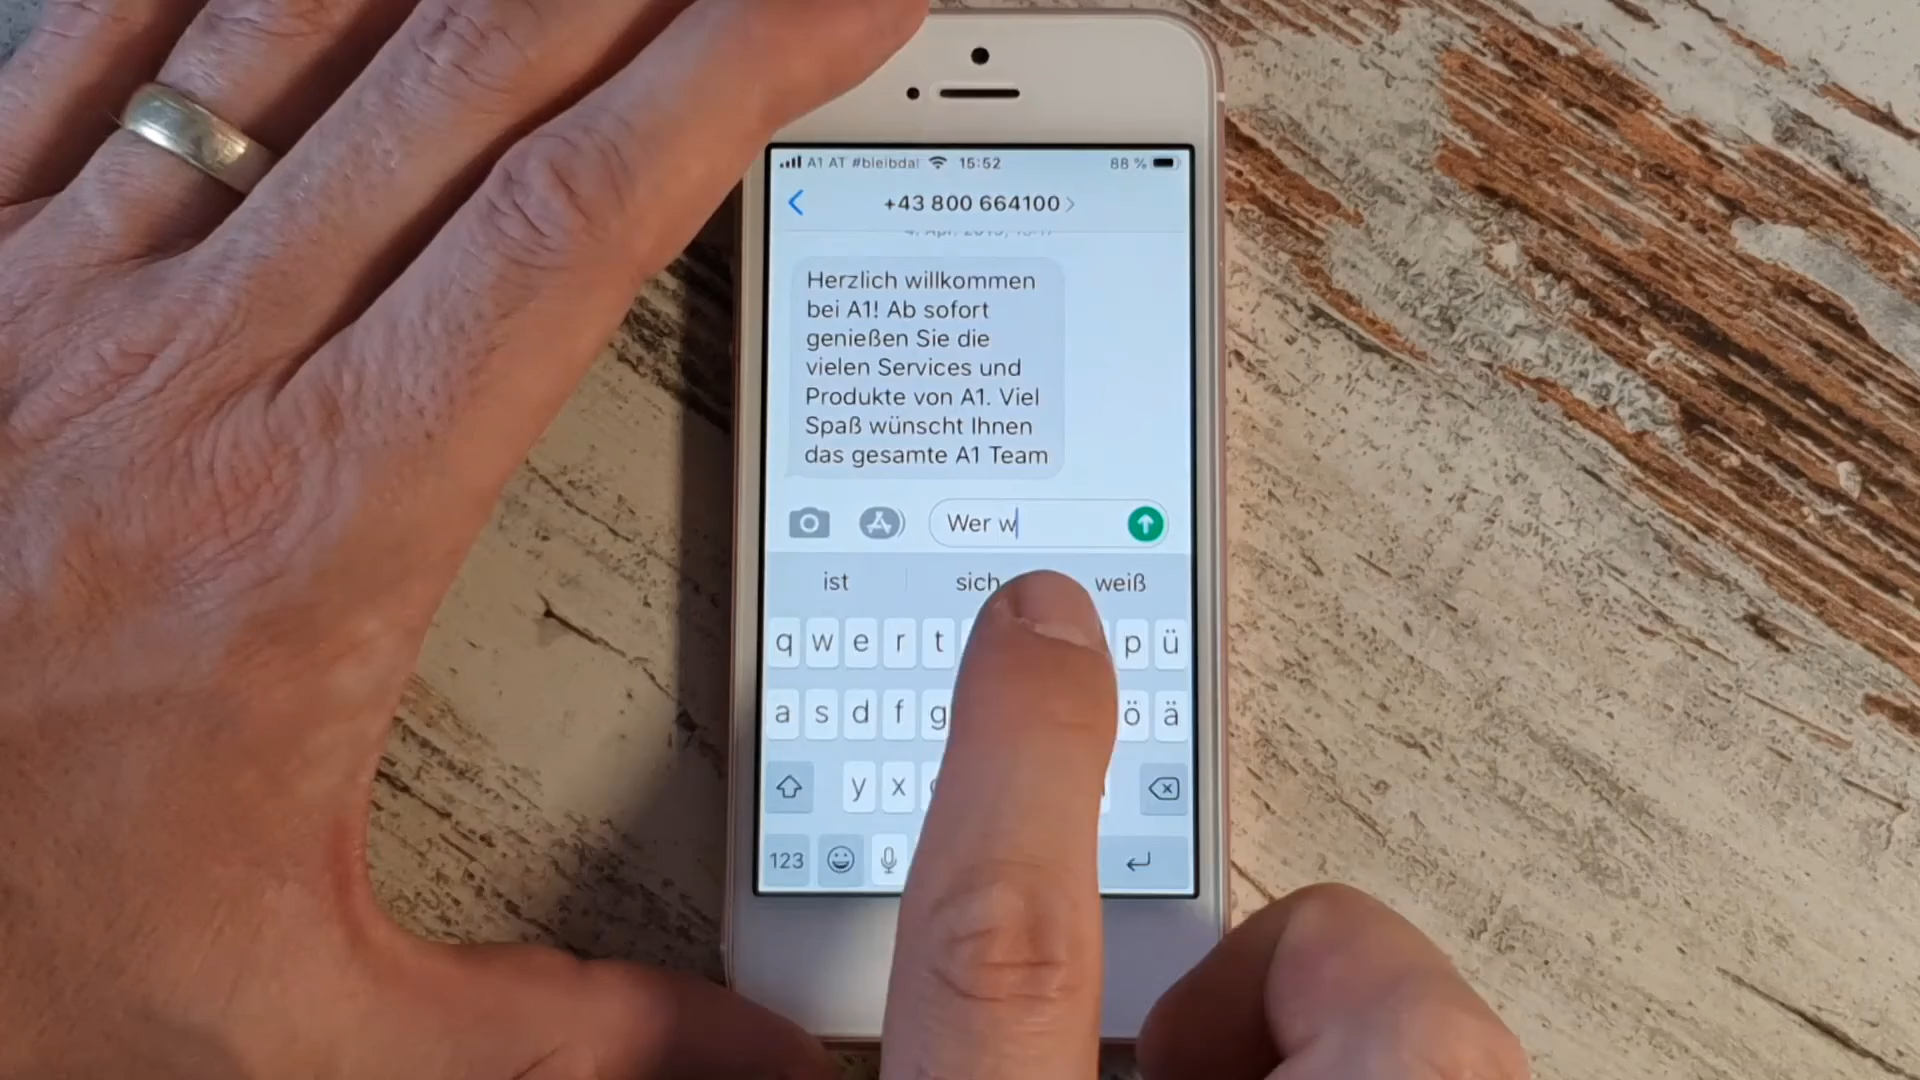 A1 AT #bleibdaheim 15:52 88 %
+43 800 664100
Herzlich willkommen
bei A1! Ab sofort
genießen Sie die
vielen Services und
Produkte von A1. Viel
Spaß wünscht Ihnen
das gesamte A1 Team
Wer w
ist sich weiß
q w e r t p ü
a s d f g ö ä
y x
123